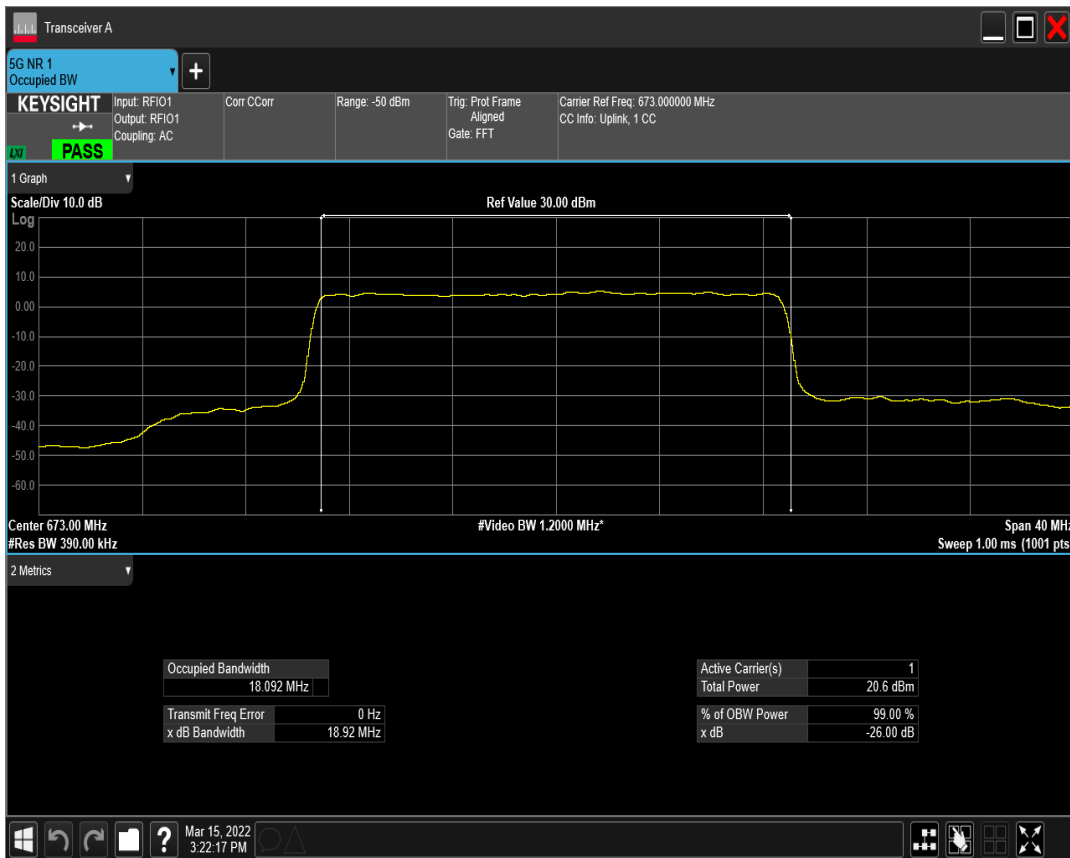 Transceiver A
5G NR 1
Occupied BW
KEYSIGHT
LXI
PASS
Input: RFIO1
Output: RFIO1
Coupling: AC
Corr CCorr
Range: -50 dBm
Trig: Prot Frame
Aligned
Gate: FFT
Carrier Ref Freq: 673.000000 MHz
CC Info: Uplink, 1 CC
1 Graph
Scale/Div 10.0 dB
Ref Value 30.00 dBm
Log
20.0
10.0
0.00
-10.0
-20.0
-30.0
-40.0
-50.0
-60.0
Center 673.00 MHz
#Video BW 1.2000 MHz*
Span 40 MHz
#Res BW 390.00 kHz
Sweep 1.00 ms (1001 pts
2 Metrics
Occupied Bandwidth
18.092 MHz
Transmit Freq Error 0 Hz
x dB Bandwidth 18.92 MHz
Active Carrier(s) 1
Total Power 20.6 dBm
% of OBW Power 99.00 %
x dB -26.00 dB
?
Mar 15, 2022
3:22:17 PM